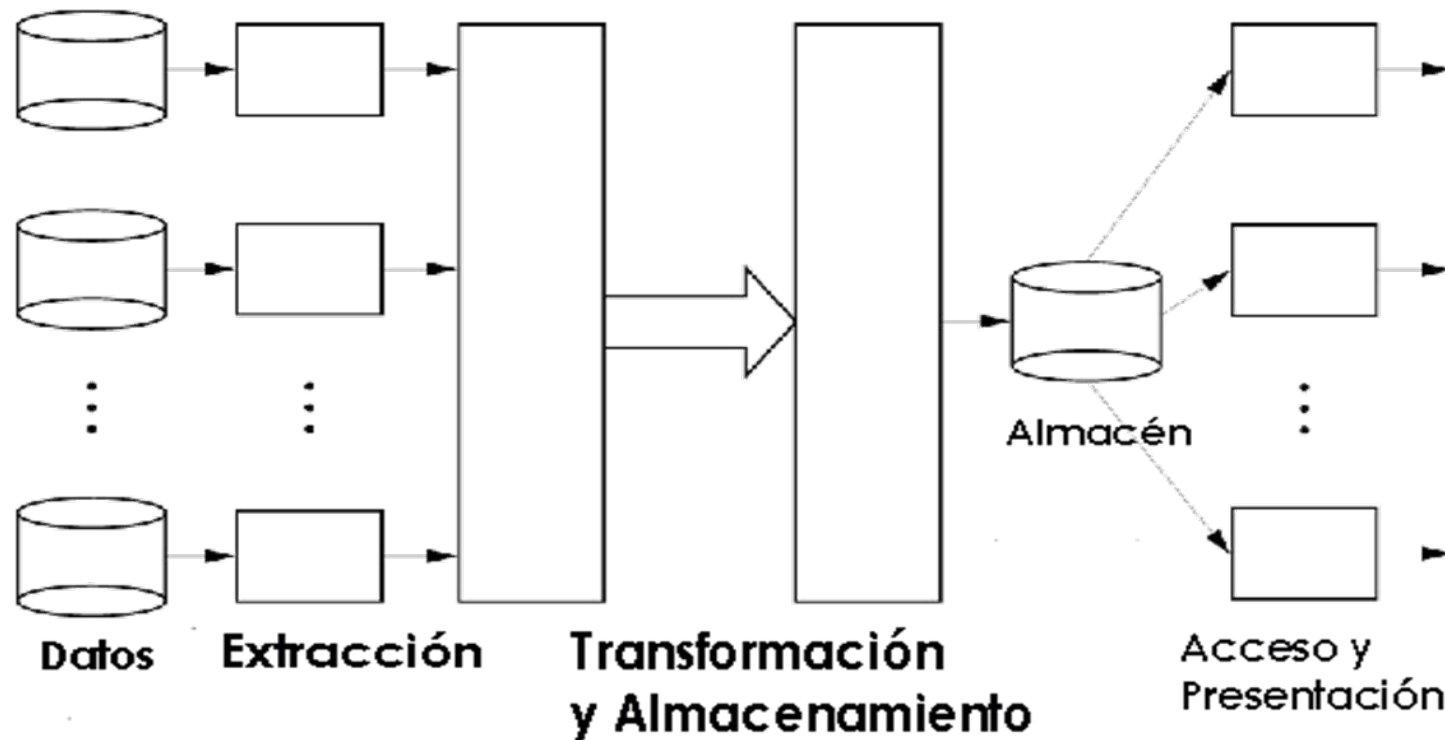 Almacén
Datos
Extracción
Transformación
y Almacenamiento
Acceso y
Presentación